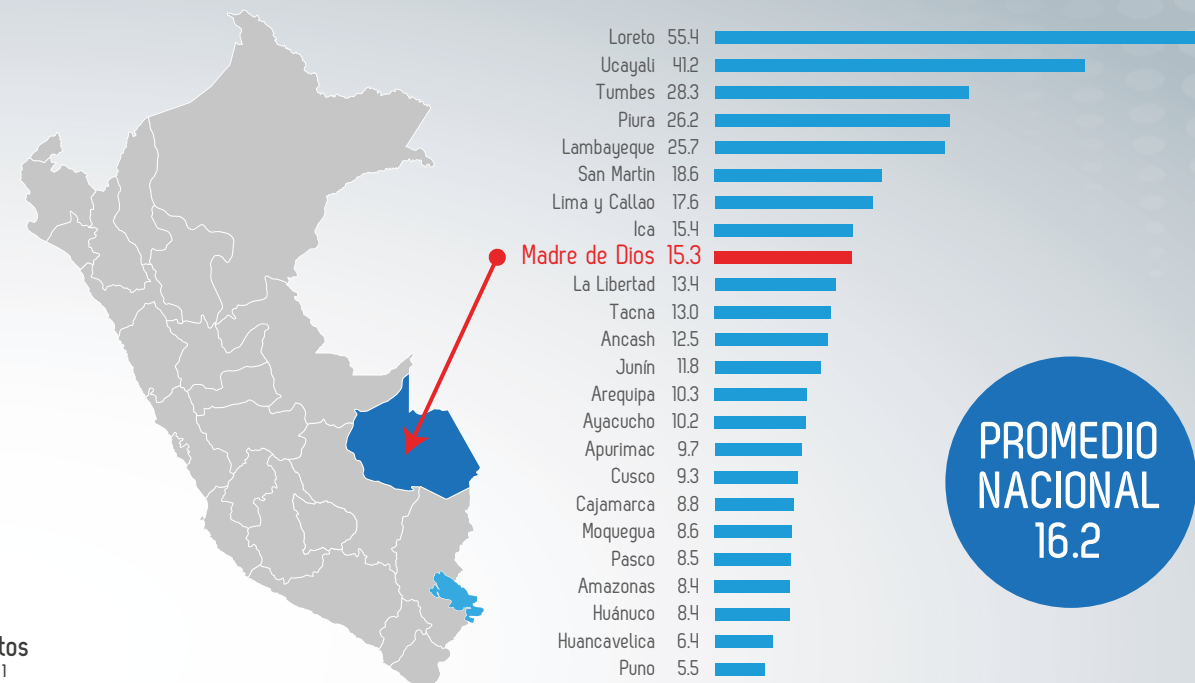 Loreto 55.4
Ucayali 41.2
Tumbes 28.3
Piura 26.2
Lambayeque 25.7
San Martin 18.6
Lima y Callao 17.6
Ica 15.4
Madre de Dios 15.3
La Libertad 13.4
Tacna 13.0
Ancash 12.5
Junín 11.8
Arequipa 10.3
Ayacucho 10.2
Apurimac 9.7
Cusco 9.3
Cajamarca 8.8
Moquegua 8.6
Pasco 8.5
Amazonas 8.4
Huánuco 8.4
Huancavelica 6.4
Puno 5.5
PROMEDIO
NACIONAL
16.2
tos
1